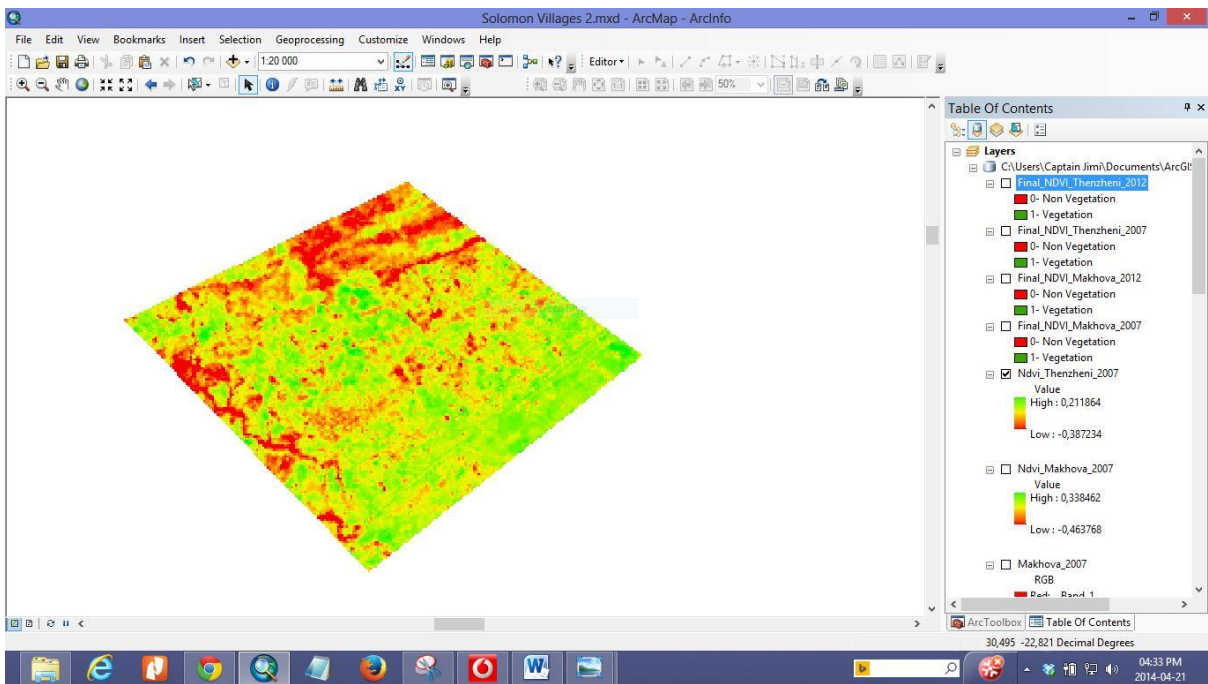 Solomon Villages 2.mxd - ArcMap - ArcInfo
File Edit View Bookmarks Insert Selection Geoprocessing Customize Windows Help
1:20 000
Editor
50%
Table Of Contents
Layers
C:\Users\Captain Jimi\Documents\ArcGI
Final_NDVI_Thenzheni_2012
0- Non Vegetation
1- Vegetation
Final_NDVI_Thenzheni_2007
0- Non Vegetation
1- Vegetation
Final_NDVI_Makhova_2012
0- Non Vegetation
1- Vegetation
Final_NDVI_Makhova_2007
0- Non Vegetation
1- Vegetation
Ndvi_Thenzheni_2007
Value
High : 0,211864
Low : -0,387234
Ndvi_Makhova_2007
Value
High : 0,338462
Low : -0,463768
Makhova_2007
RGB
Red: Band_1
ArcToolbox Table Of Contents
30,495 -22,821 Decimal Degrees
04:33 PM
2014-04-21